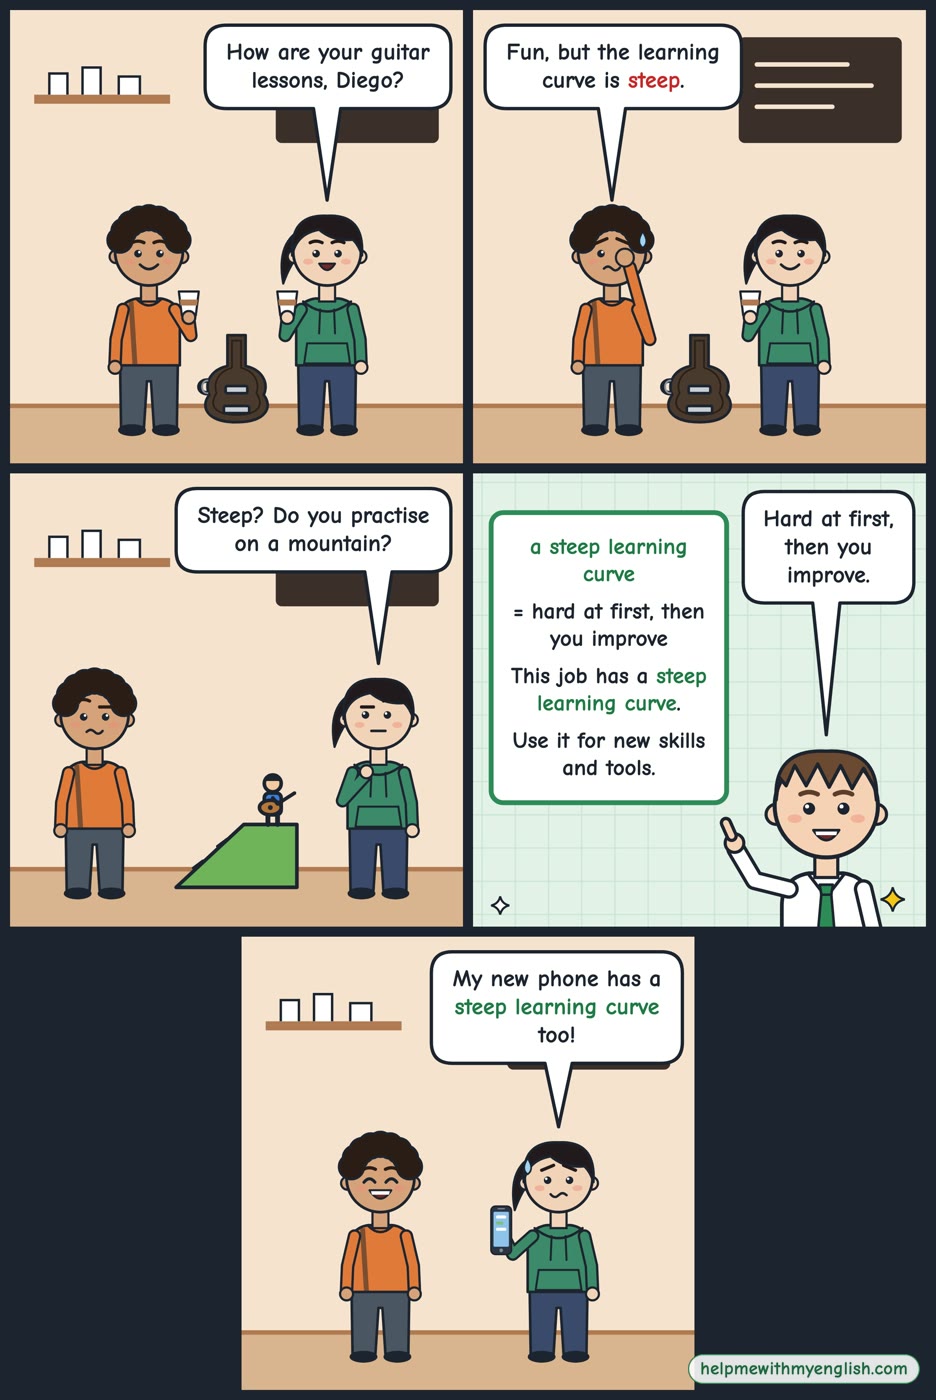 How are your guitar
lessons, Diego?
Fun, but the learning
curve is steep.
Steep? Do you practise
on a mountain?
a steep learning
curve
= hard at first, then
you improve
This job has a steep
learning curve.
Use it for new skills
and tools.
Hard at first,
then you
improve.
My new phone has a
steep learning curve
too!
helpmewithmyenglish.com